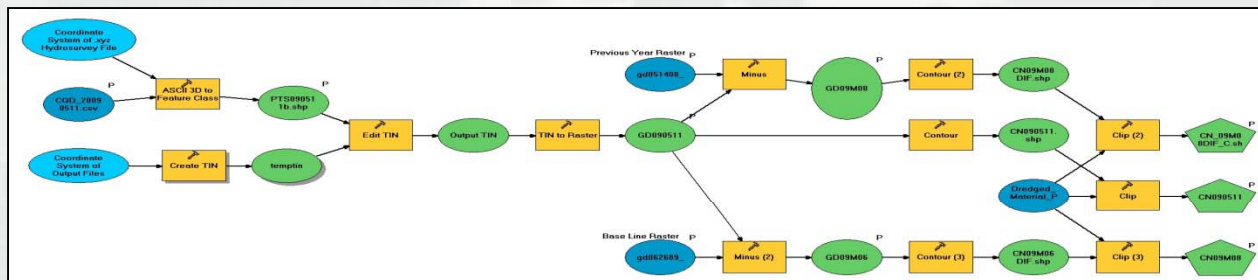 Coordinate
System of .xyz
Hydrosurvey File
P
CGD_20090
0511.csv
ASCII 3D to
Feature Class
P
PTS09051
1b.shp
Coordinate
System of
Output Files
Create TIN
temptin
Edit TIN
Output TIN
TIN to Raster
P
GD090511
Previous Year Raster
P
gd051408_
Minus
P
GD09M08
Contour (2)
P
CN09M08
DIF.shp
Contour
P
CN090511.
shp
Base Line Raster
P
gd062689_
Minus (2)
P
GD09M06
Contour (3)
P
CN09M06
DIF.shp
P
Dredged_
Material_P
Clip (2)
P
CN_09M0
8DIF_C.sh
Clip
P
CN090511
Clip (3)
P
CN09M08